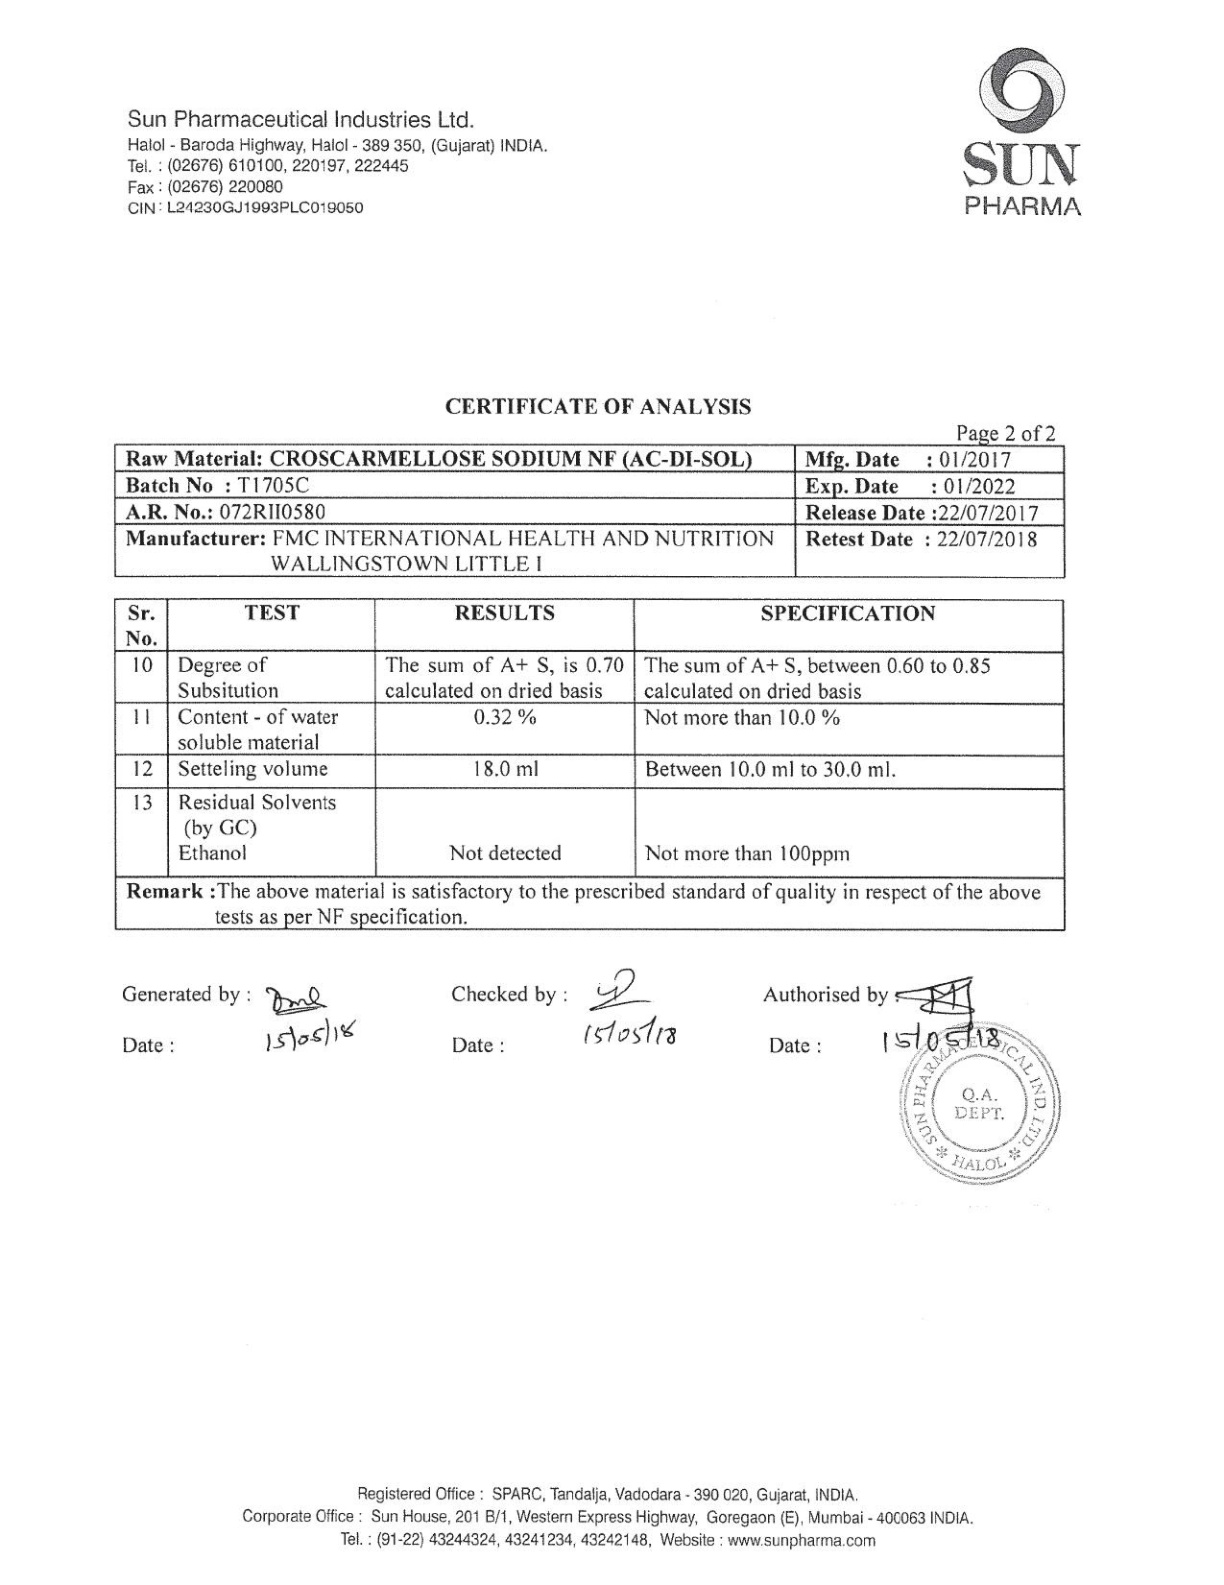 Sun Pharmaceutical Industries Ltd.
Halol - Baroda Highway, Halol - 389 350, (Gujarat) INDIA.
Tel. : (02676) 610100, 220197, 222445
Fax : (02676) 220080
CIN : L24230GJ1993PLC019050
SUN
PHARMA
CERTIFICATE OF ANALYSIS
Page 2 of 2
Raw Material: CROSCARMELLOSE SODIUM NF (AC-DI-SOL) Mfg. Date : 01/2017
Batch No : T1705C Exp. Date : 01/2022
A.R. No.: 072RII0580 Release Date :22/07/2017
Manufacturer: FMC INTERNATIONAL HEALTH AND NUTRITION Retest Date : 22/07/2018
WALLINGSTOWN LITTLE I
Sr. TEST RESULTS SPECIFICATION
No.
10 Degree of The sum of A+ S, is 0.70 The sum of A+ S, between 0.60 to 0.85
Subsitution calculated on dried basis calculated on dried basis
11 Content - of water 0.32 % Not more than 10.0 %
soluble material
12 Setteling volume 18.0 ml Between 10.0 ml to 30.0 ml.
13 Residual Solvents
(by GC)
Ethanol Not detected Not more than 100ppm
Remark :The above material is satisfactory to the prescribed standard of quality in respect of the above
tests as per NF specification.
Generated by : Checked by : Authorised by :
Date : 15/05/18 Date : 15/05/18 Date : 15/05/18
SUN PHARMACEUTICAL IND. LTD.
Q.A.
DEPT.
* HALOL *
Registered Office : SPARC, Tandalja, Vadodara - 390 020, Gujarat, INDIA.
Corporate Office : Sun House, 201 B/1, Western Express Highway, Goregaon (E), Mumbai - 400063 INDIA.
Tel. : (91-22) 43244324, 43241234, 43242148, Website : www.sunpharma.com